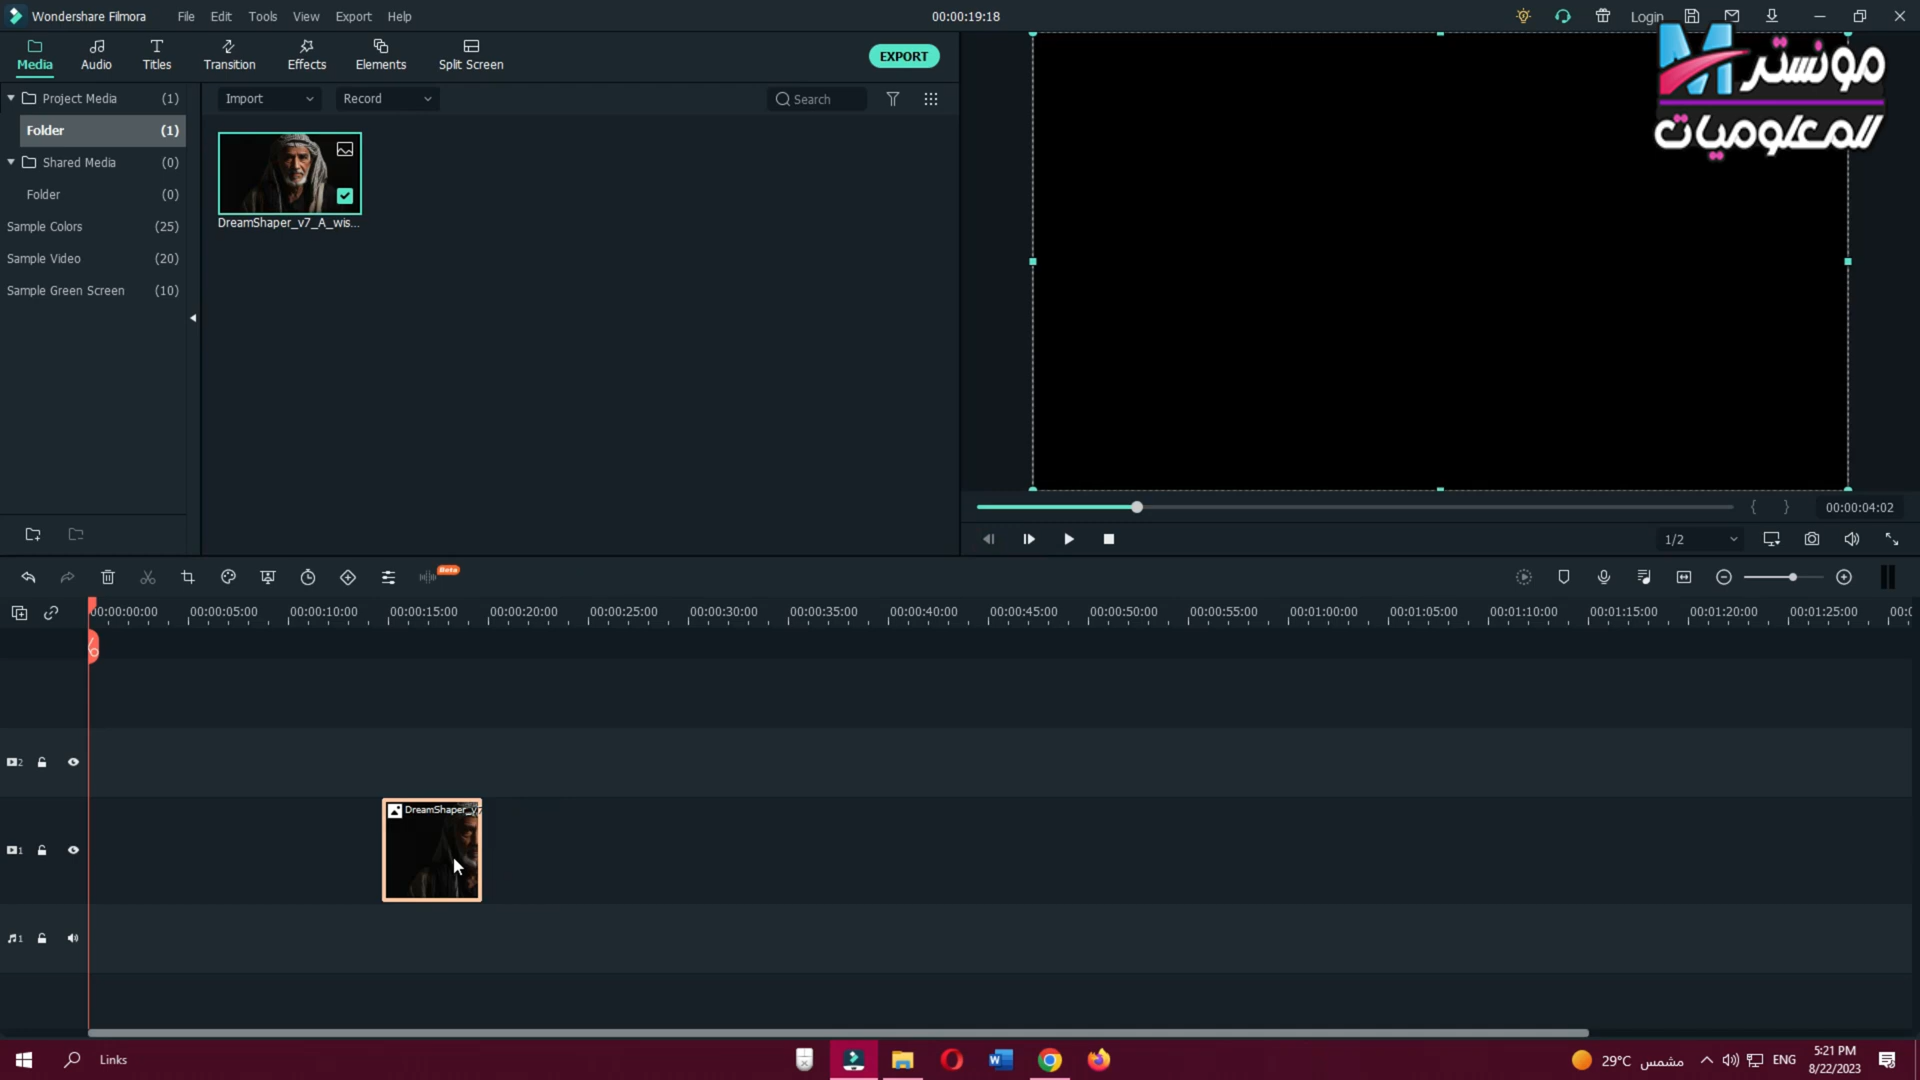 Wondershare Filmora
File
Edit
Tools
View
Export
Help
00:00:19:18
Login
Media
Audio
Titles
Transition
Effects
Elements
Split Screen
EXPORT
مونستر
للمعلوميات
Project Media (1)
Folder (1)
Shared Media (0)
Folder (0)
Sample Colors (25)
Sample Video (20)
Sample Green Screen (10)
Import
Record
Search
DreamShaper_v7_A_wis...
{ } 00:00:04:02
1/2
Beta
00:00:00:00
00:00:05:00
00:00:10:00
00:00:15:00
00:00:20:00
00:00:25:00
00:00:30:00
00:00:35:00
00:00:40:00
00:00:45:00
00:00:50:00
00:00:55:00
00:01:00:00
00:01:05:00
00:01:10:00
00:01:15:00
00:01:20:00
00:01:25:00
2
DreamShaper_v7
1
1
Links
29°C مشمس
ENG
5:21 PM
8/22/2023